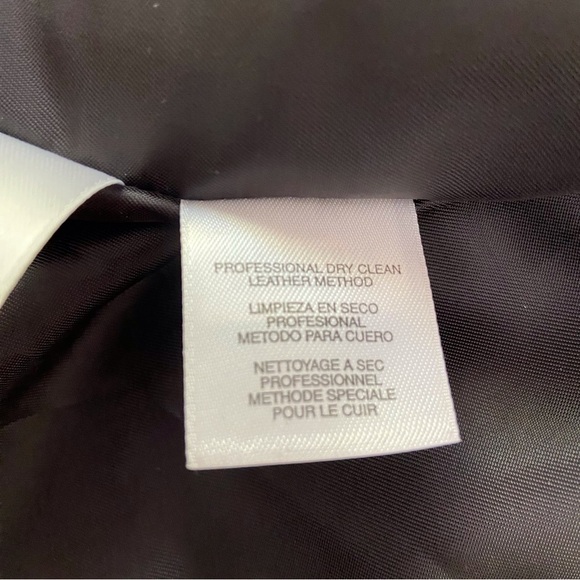 PROFESSIONAL DRY CLEAN
LEATHER METHOD
LIMPIEZA EN SECO
PROFESIONAL
METODO PARA CUERO
NETTOYAGE A SEC
PROFESSIONNEL
METHODE SPECIALE
POUR LE CUIR